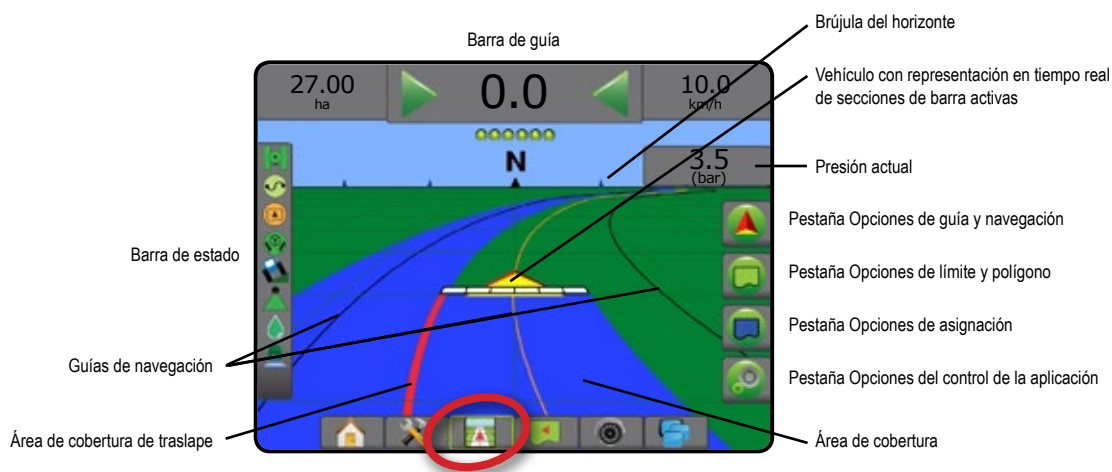 Brújula del horizonte
Barra de guía
Vehículo con representación en tiempo real
de secciones de barra activas
27.00
ha
0.0
10.0
km/h
N
3.5
(bar)
Presión actual
Pestaña Opciones de guía y navegación
Barra de estado
Pestaña Opciones de límite y polígono
Pestaña Opciones de asignación
Guías de navegación
Pestaña Opciones del control de la aplicación
Área de cobertura de traslape
Área de cobertura